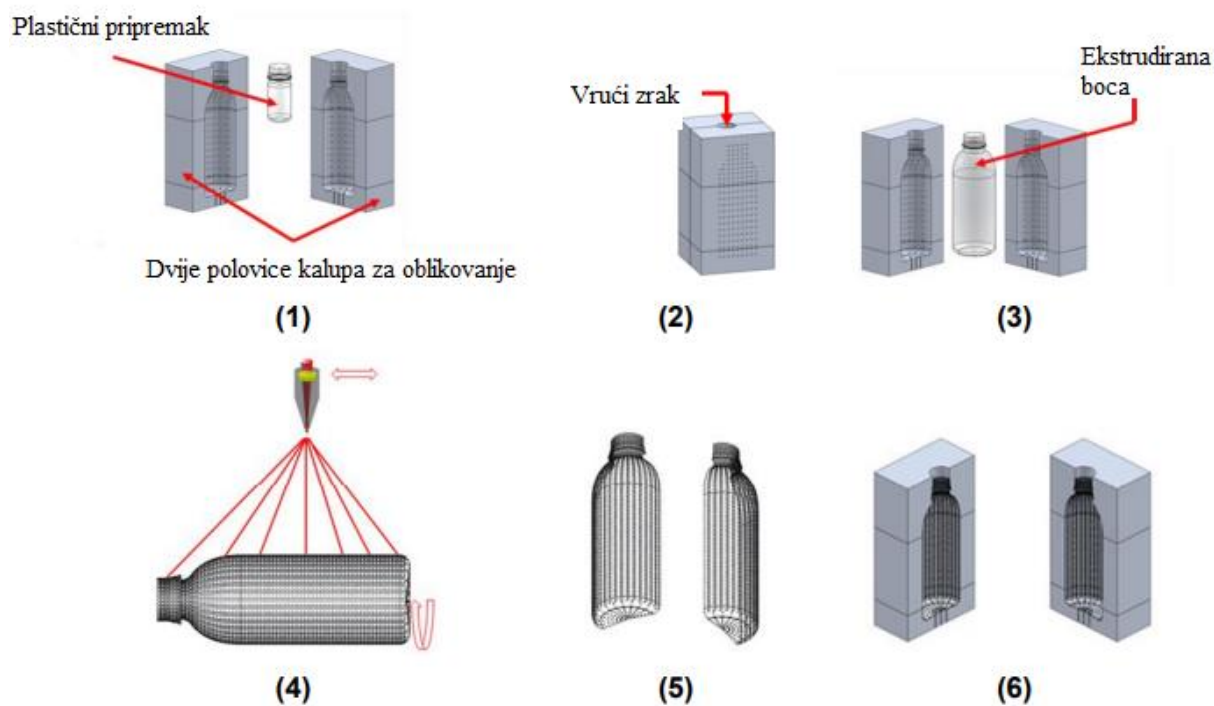 Plastični pripremak
Dvije polovice kalupa za oblikovanje
(1)
Vrući zrak
(2)
Ekstrudirana
boca
(3)
(4)
(5)
(6)